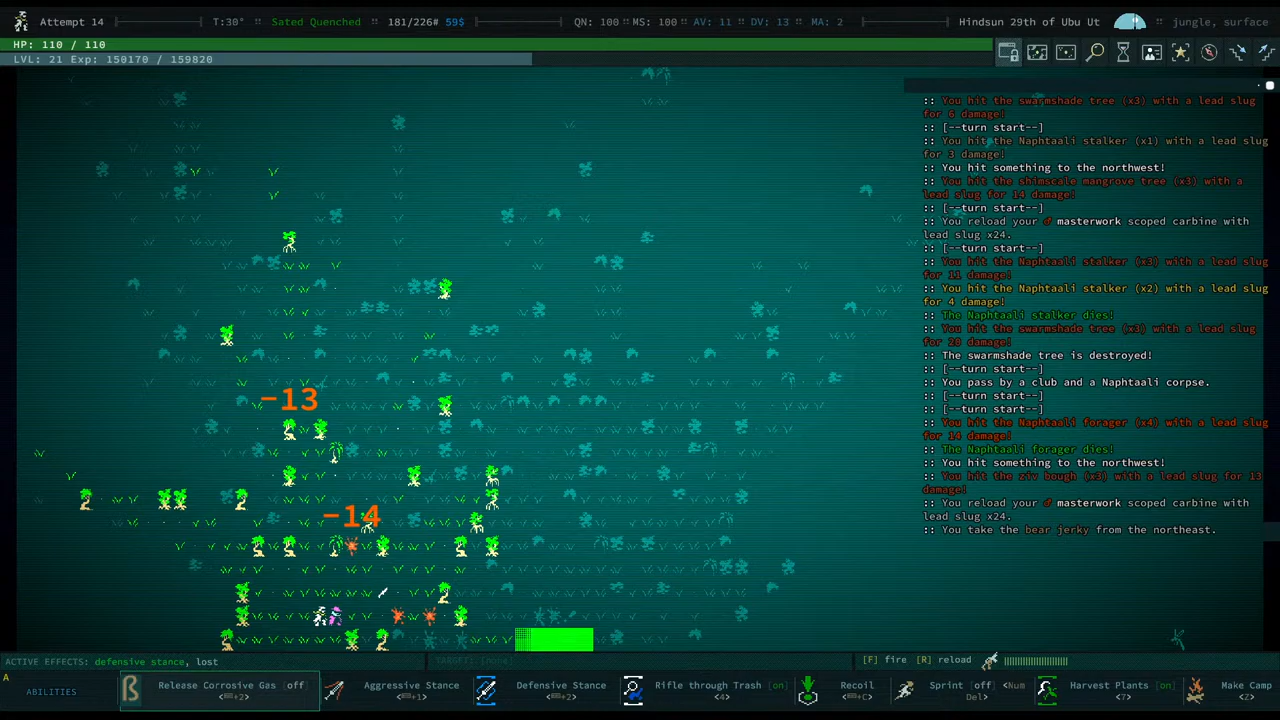 Attempt 14 T:30° Sated Quenched 181/226# 59$ QN: 100 MS: 100 AV: 11 DV: 13 MA: 2 Hindsun 29th of Ubu Ut jungle, surface
HP: 110 / 110
LVL: 21 Exp: 150170 / 159820
:: You hit the swarmshade tree (x3) with a lead slug
for 6 damage!
:: [--turn start--]
:: You hit the Naphtaali stalker (x1) with a lead slug
for 3 damage!
:: You hit something to the northwest!
:: You hit the shimscale mangrove tree (x3) with a
lead slug for 14 damage!
:: [--turn start--]
:: You reload your ♂ masterwork scoped carbine with
lead slug x24.
:: [--turn start--]
:: You hit the Naphtaali stalker (x3) with a lead slug
for 11 damage!
:: You hit the Naphtaali stalker (x2) with a lead slug
for 4 damage!
:: The Naphtaali stalker dies!
:: You hit the swarmshade tree (x3) with a lead slug
for 20 damage!
:: The swarmshade tree is destroyed!
:: [--turn start--]
:: You pass by a club and a Naphtaali corpse.
:: [--turn start--]
:: [--turn start--]
:: You hit the Naphtaali forager (x4) with a lead slug
for 14 damage!
:: The Naphtaali forager dies!
:: You hit something to the northwest!
:: You hit the ziv bough (x3) with a lead slug for 13
damage!
:: You reload your ♂ masterwork scoped carbine with
lead slug x24.
:: You take the bear jerky from the northeast.
-13
-14
ACTIVE EFFECTS: defensive stance, lost TARGET: [none] [F] fire [R] reload
A
ABILITIES
Release Corrosive Gas [off] <+2>
Aggressive Stance <+1>
Defensive Stance <+2>
Rifle through Trash [on] <4>
Recoil <+C>
Sprint [off] <Num Del>
Harvest Plants [on] <7>
Make Camp <2>